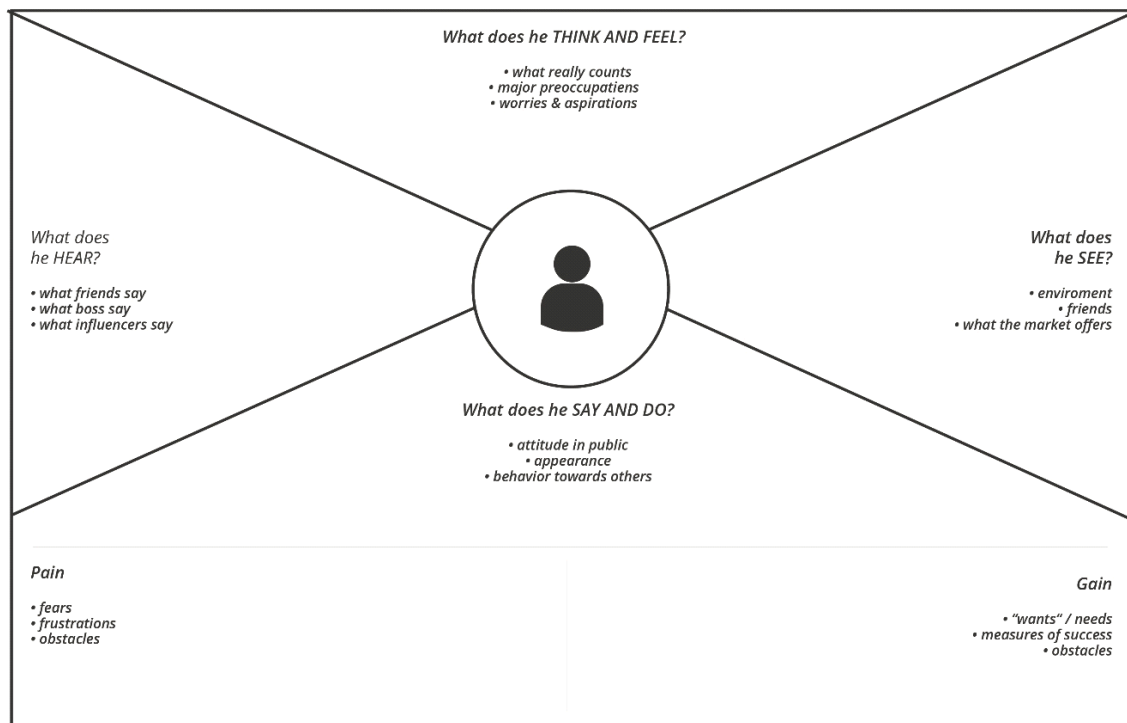 What does he THINK AND FEEL?
• what really counts
• major preoccupatiens
• worries & aspirations
What does
he HEAR?
• what friends say
• what boss say
• what influencers say
What does
he SEE?
• enviroment
• friends
• what the market offers
What does he SAY AND DO?
• attitude in public
• appearance
• behavior towards others
Pain
• fears
• frustrations
• obstacles
Gain
• “wants“ / needs
• measures of success
• obstacles